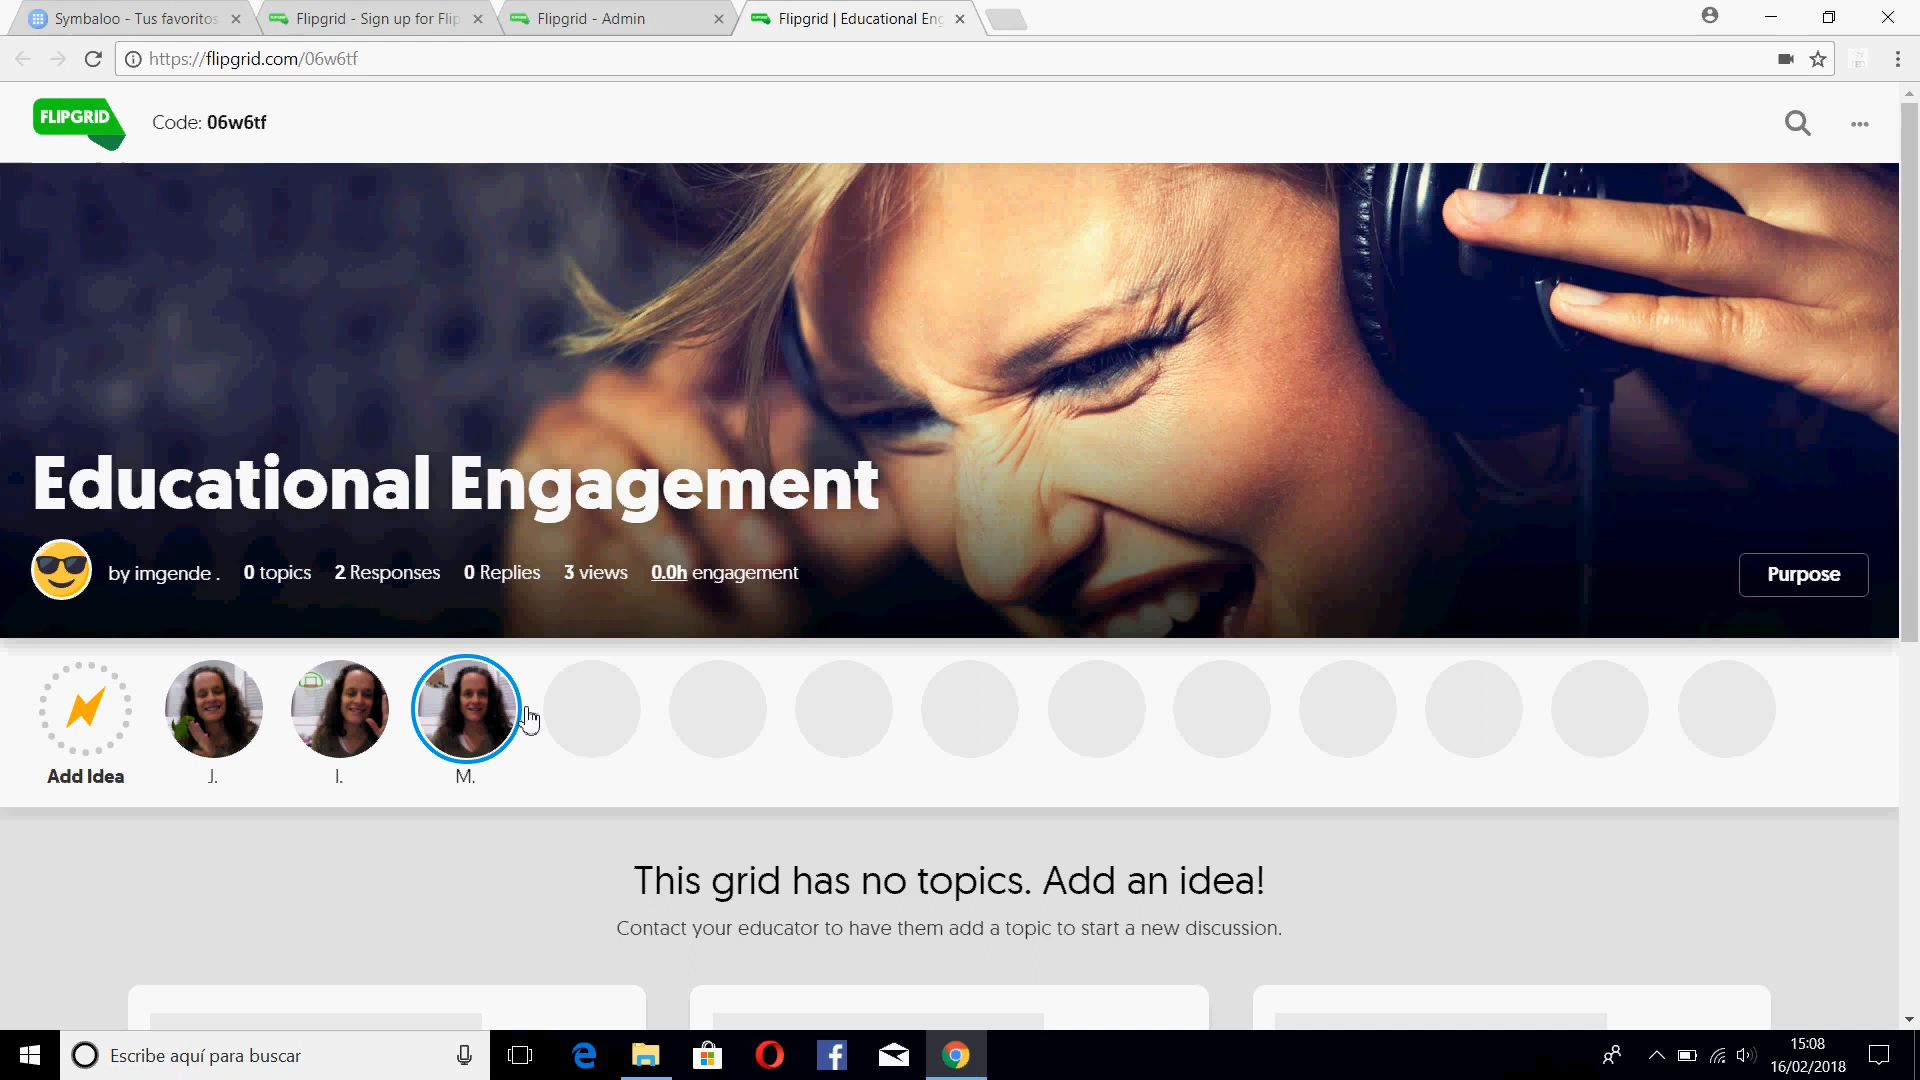 Symbaloo - Tus favoritos
Flipgrid - Sign up for Flip
Flipgrid - Admin
Flipgrid | Educational Eng
https://flipgrid.com/06w6tf
FLIPGRID
Code: 06w6tf
Educational Engagement
by imgende . 0 topics 2 Responses 0 Replies 3 views 0.0h engagement
Purpose
Add Idea J. I. M.
This grid has no topics. Add an idea!
Contact your educator to have them add a topic to start a new discussion.
Escribe aquí para buscar
15:08
16/02/2018